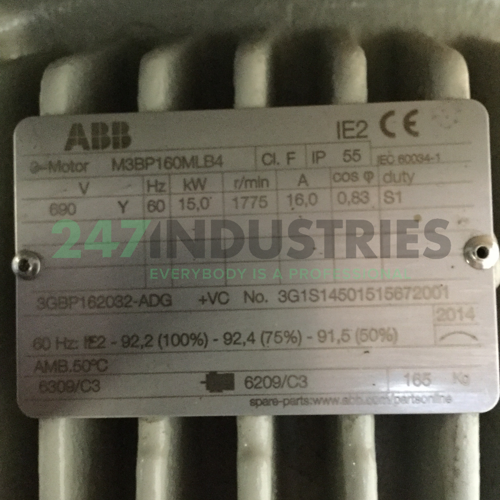 ABB IE2 CE
3~Motor M3BP160MLB4 Cl. F IP 55 IEC 60034-1
V Hz kW r/min A cos φ duty
690 Y 60 15,0 1775 16,0 0,83 S1
247INDUSTRIES
EVERYBODY IS A PRIORITY
3GBP162032-ADG +VC No. 3G1S14501515672001
2014
60 Hz: IE2 - 92,2 (100%) - 92,4 (75%) - 91,5 (50%)
AMB.50°C
6309/C3 6209/C3 165 Kg
spare-parts:www.abb.com/partsonline